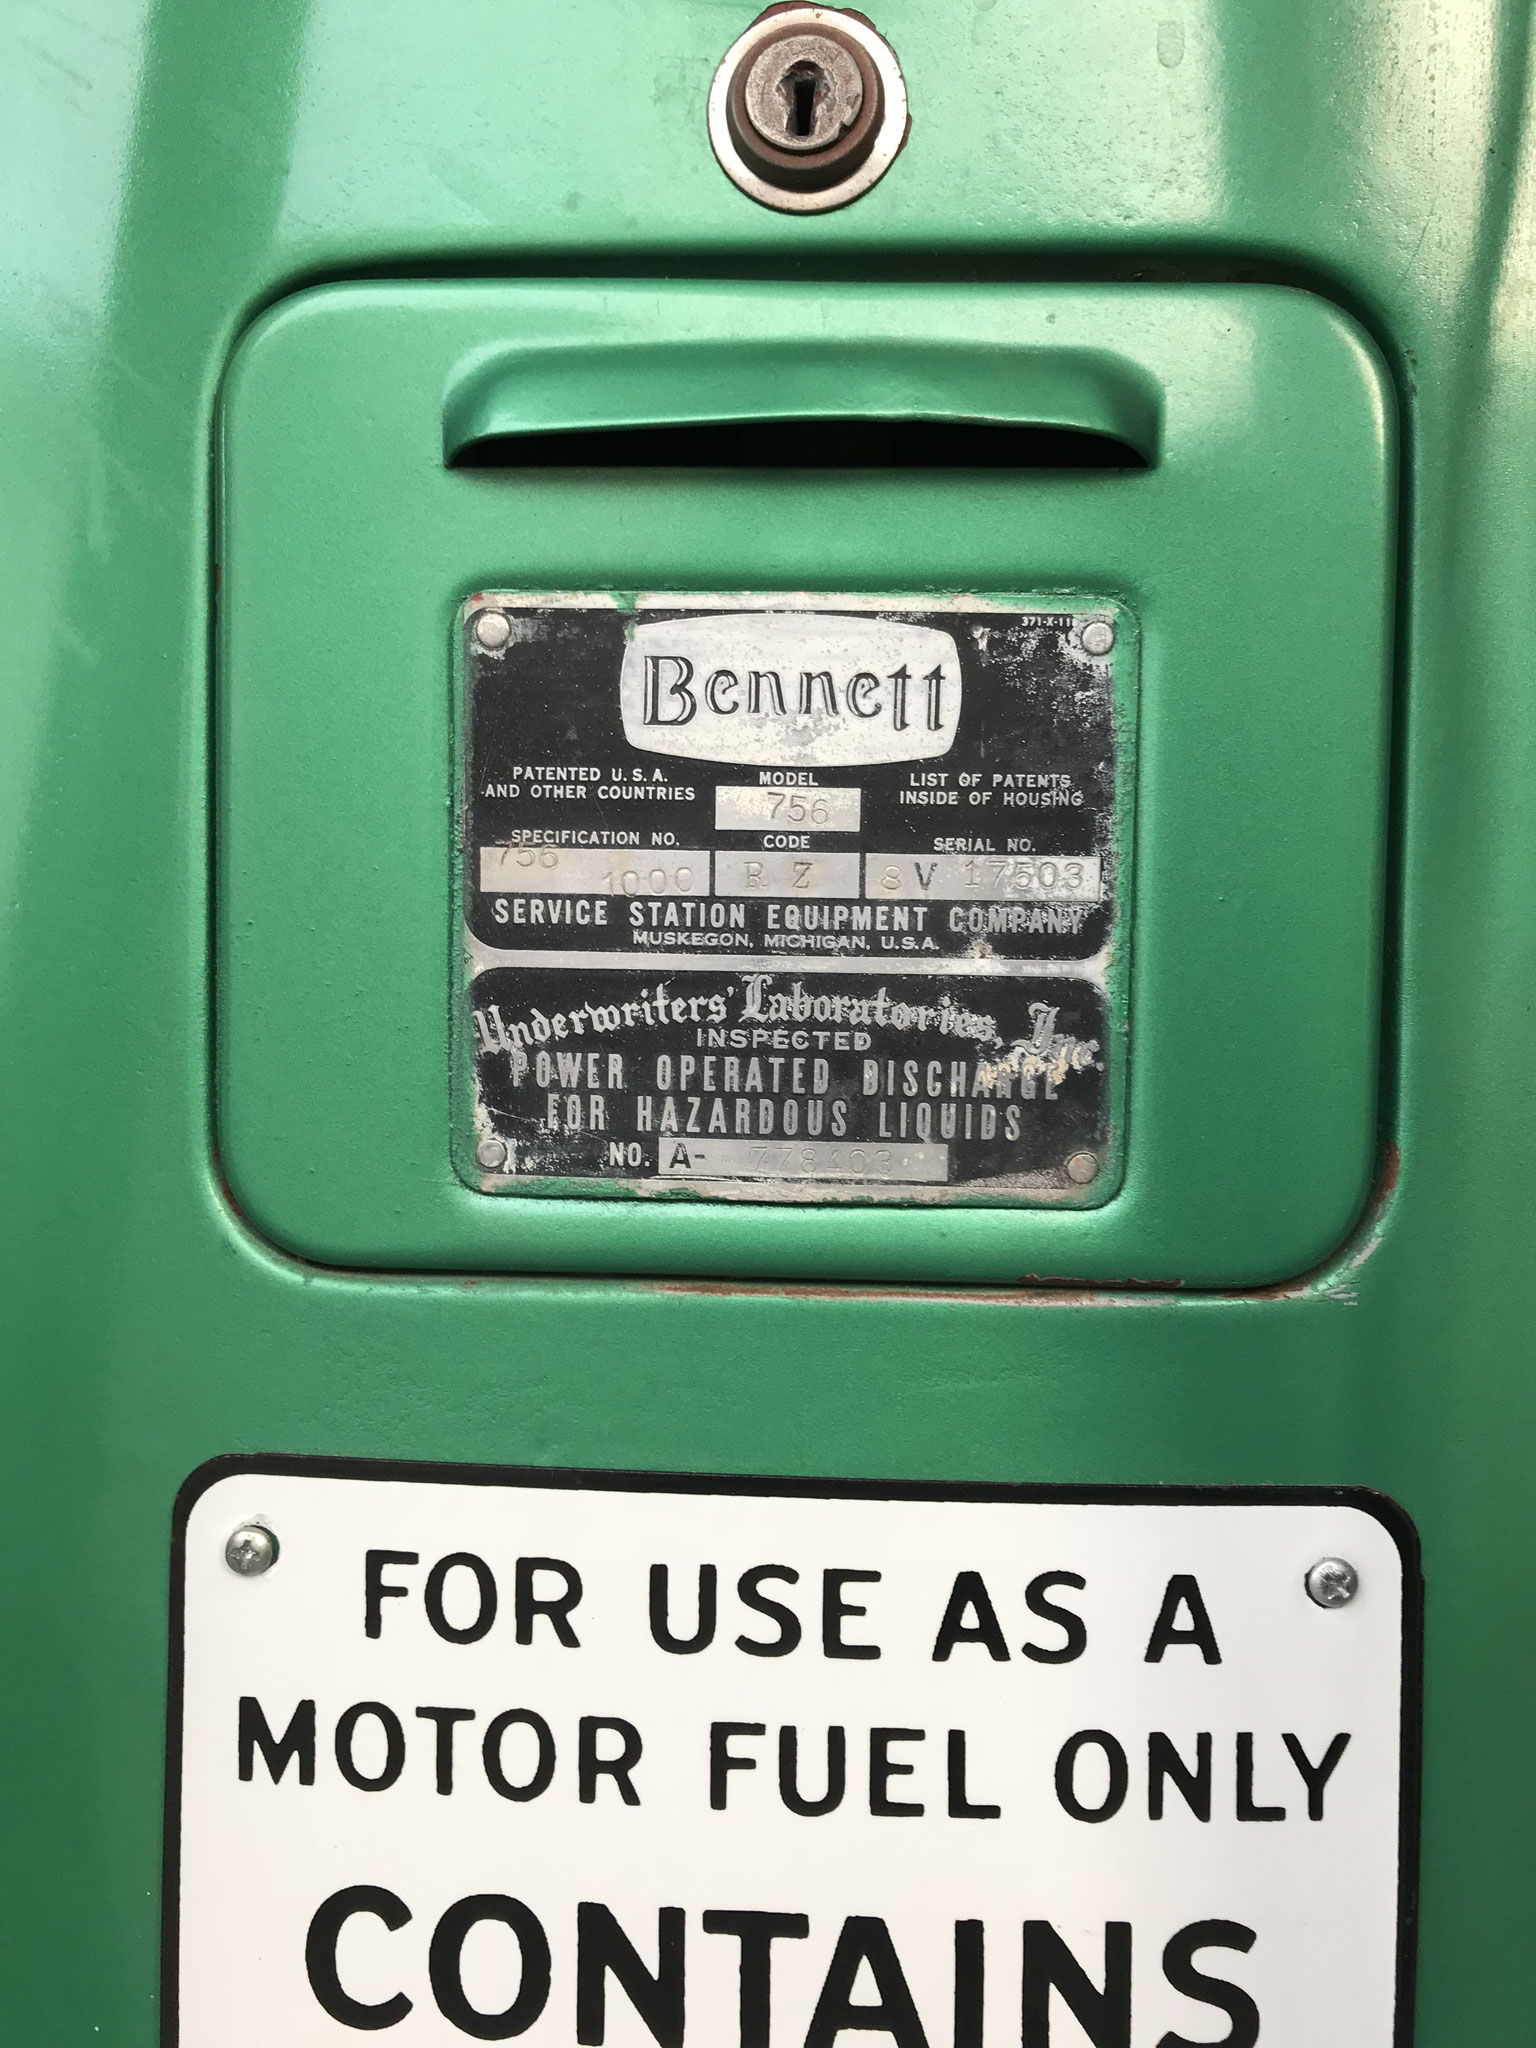 371-X-11
Bennett
PATENTED U.S.A.
AND OTHER COUNTRIES
MODEL
756
LIST OF PATENTS
INSIDE OF HOUSING
SPECIFICATION NO.
756 1000
CODE
R Z
SERIAL NO.
8V 17503
SERVICE STATION EQUIPMENT COMPANY
MUSKEGON, MICHIGAN, U.S.A.
Underwriters' Laboratories, Inc.
INSPECTED
POWER OPERATED DISCHARGE
FOR HAZARDOUS LIQUIDS
NO. A- 778403
FOR USE AS A
MOTOR FUEL ONLY
CONTAINS